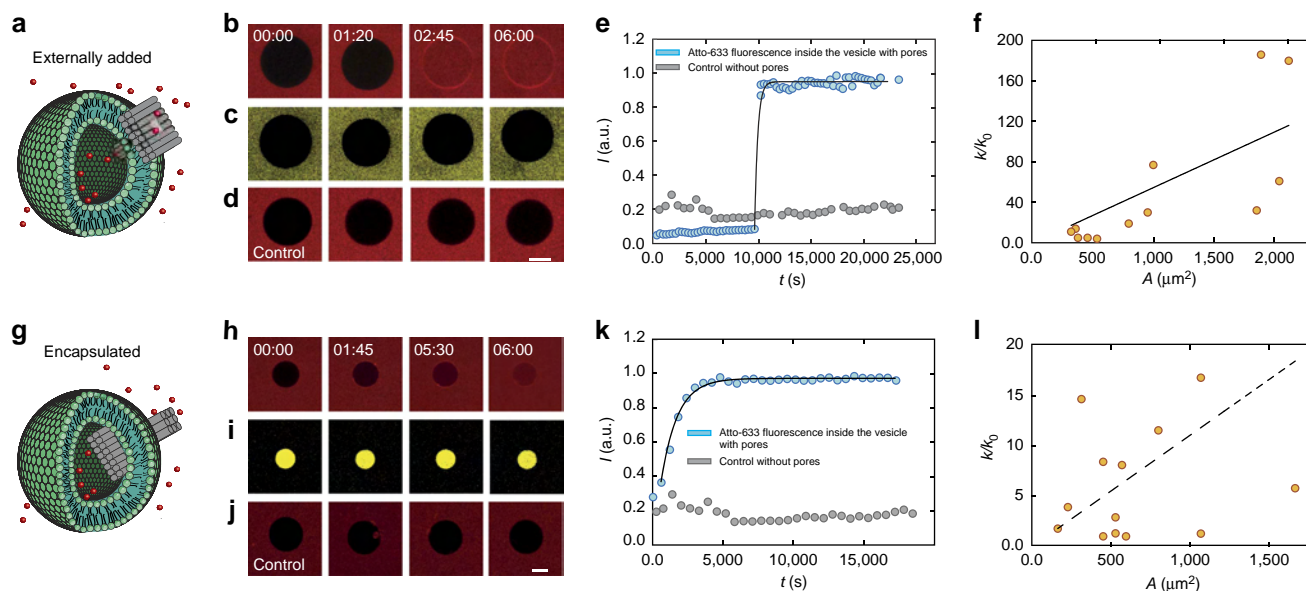 a
Externally added
b
00:00 01:20 02:45 06:00
c
d
Control
e
Atto-633 fluorescence inside the vesicle with pores
Control without pores
I (a.u.)
1.2
1.0
0.8
0.6
0.4
0.2
0.0
0 5,000 10,000 15,000 20,000 25,000
t (s)
f
k/k0
200
160
120
80
40
0
0 500 1,000 1,500 2,000
A (μm²)
g
Encapsulated
h
00:00 01:45 05:30 06:00
i
j
Control
k
Atto-633 fluorescence inside the vesicle
with pores
Control without pores
I (a.u.)
1.2
1.0
0.8
0.6
0.4
0.2
0.0 5,000 10,000 15,000
t (s)
l
k/k0
20
15
10
5
0
0 500 1,000 1,500
A (μm²)